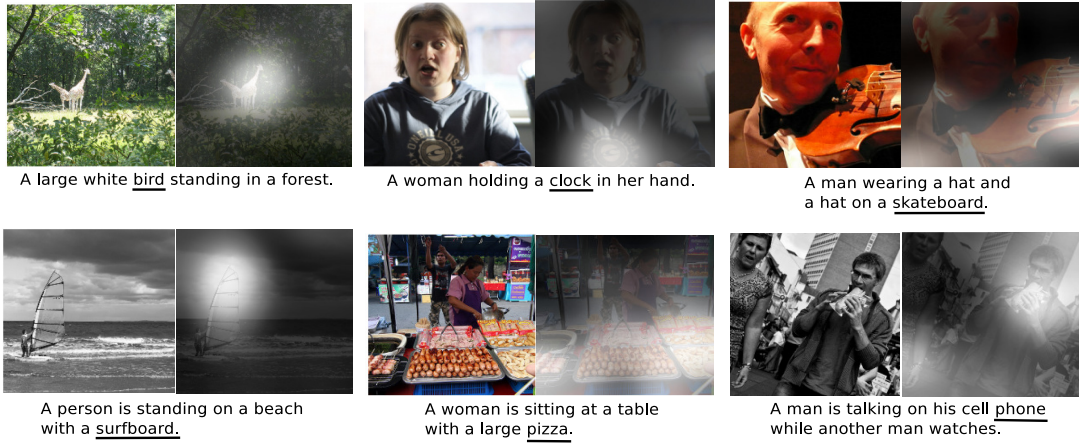 A large white bird standing in a forest.
A woman holding a clock in her hand.
A man wearing a hat and
a hat on a skateboard.
A person is standing on a beach
with a surfboard.
A woman is sitting at a table
with a large pizza.
A man is talking on his cell phone
while another man watches.